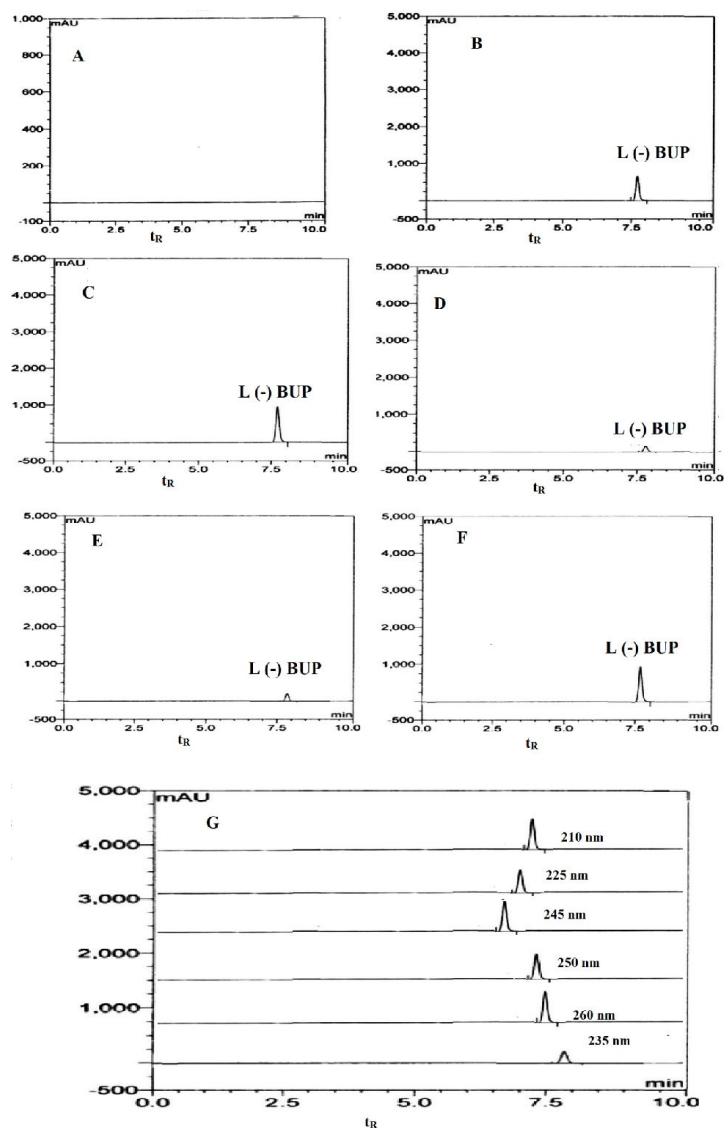 1,000
mAU
A
800
600
400
200
-100
min
0.0 2.5 5.0 7.5 10.0
tR
5,000
mAU
B
4,000
3,000
2,000
L (-) BUP
1,000
-500
min
0.0 2.5 5.0 7.5 10.0
tR
5,000
mAU
C
4,000
3,000
2,000
L (-) BUP
1,000
-500
min
0.0 2.5 5.0 7.5 10.0
tR
5,000
mAU
D
4,000
3,000
2,000
1,000
L (-) BUP
-500
min
0.0 2.5 5.0 7.5 10.0
tR
5,000
mAU
E
4,000
3,000
2,000
1,000
L (-) BUP
-500
min
0.0 2.5 5.0 7.5 10.0
tR
5,000
mAU
F
4,000
3,000
2,000
L (-) BUP
1,000
-500
min
0.0 2.5 5.0 7.5 10.0
tR
5,000
mAU
G
4,000
210 nm
225 nm
3,000
245 nm
2,000
250 nm
1,000
260 nm
235 nm
-500
min
0.0 2.5 5.0 7.5 10.0
tR